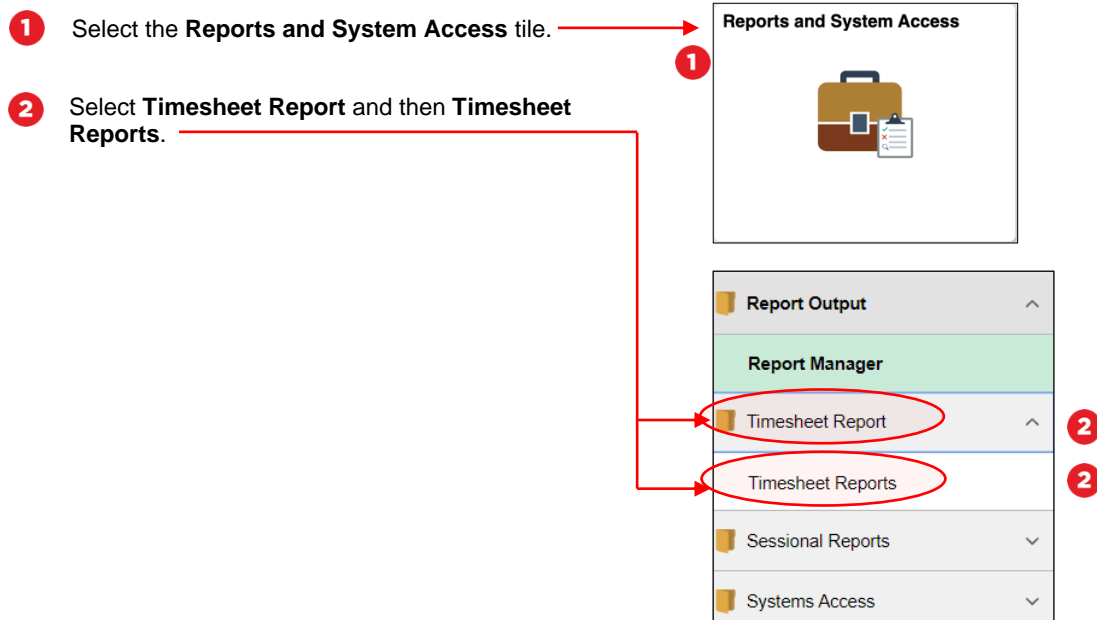 1 Select the Reports and System Access tile.
Reports and System Access
1
2 Select Timesheet Report and then Timesheet
Reports.
Report Output
Report Manager
Timesheet Report
2
Timesheet Reports
2
Sessional Reports
Systems Access